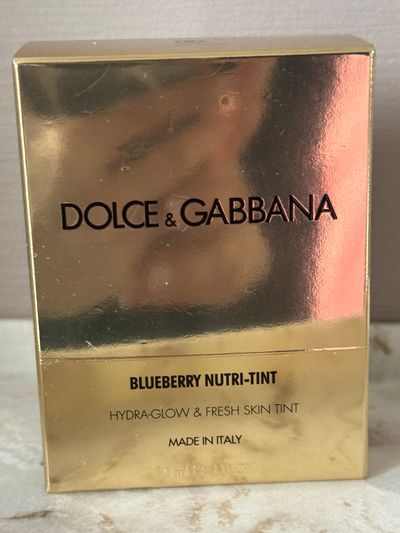 DOLCE & GABBANA
BLUEBERRY NUTRI-TINT
HYDRA-GLOW & FRESH SKIN TINT
MADE IN ITALY